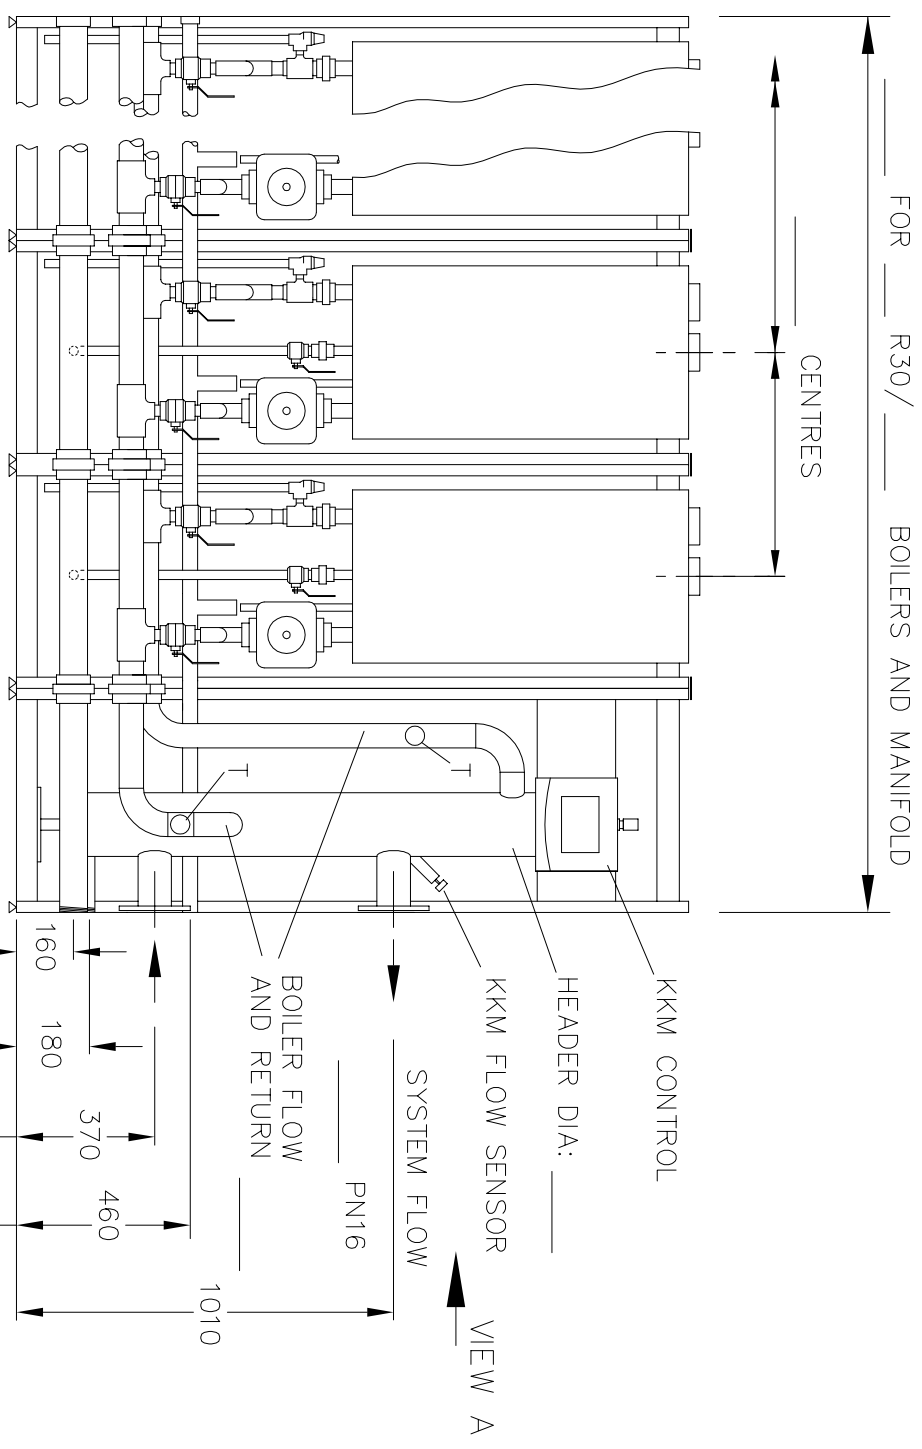 FOR R30/ BOILERS AND MANIFOLD
CENTRES
KKM CONTROL
HEADER DIA:
KKM FLOW SENSOR
VIEW A
SYSTEM FLOW
PN16
BOILER FLOW
AND RETURN
T
T
1010
460
370
180
160